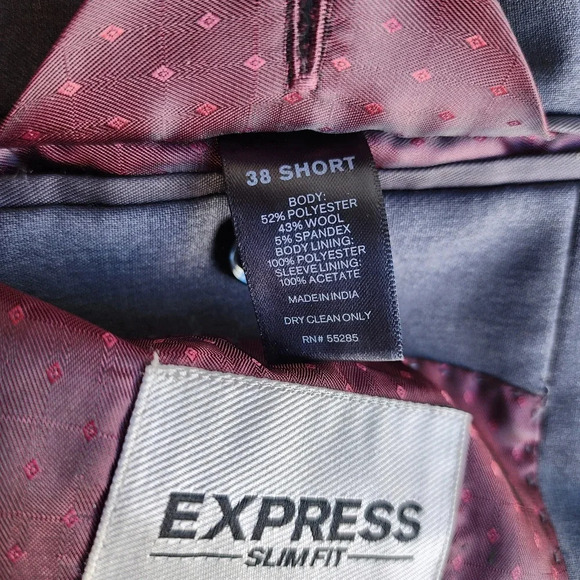 38 SHORT
BODY:
52% POLYESTER
43% WOOL
5% SPANDEX
BODY LINING:
100% POLYESTER
SLEEVE LINING:
100% ACETATE
MADE IN INDIA
DRY CLEAN ONLY
RN# 55285
EXPRESS
SLIM FIT